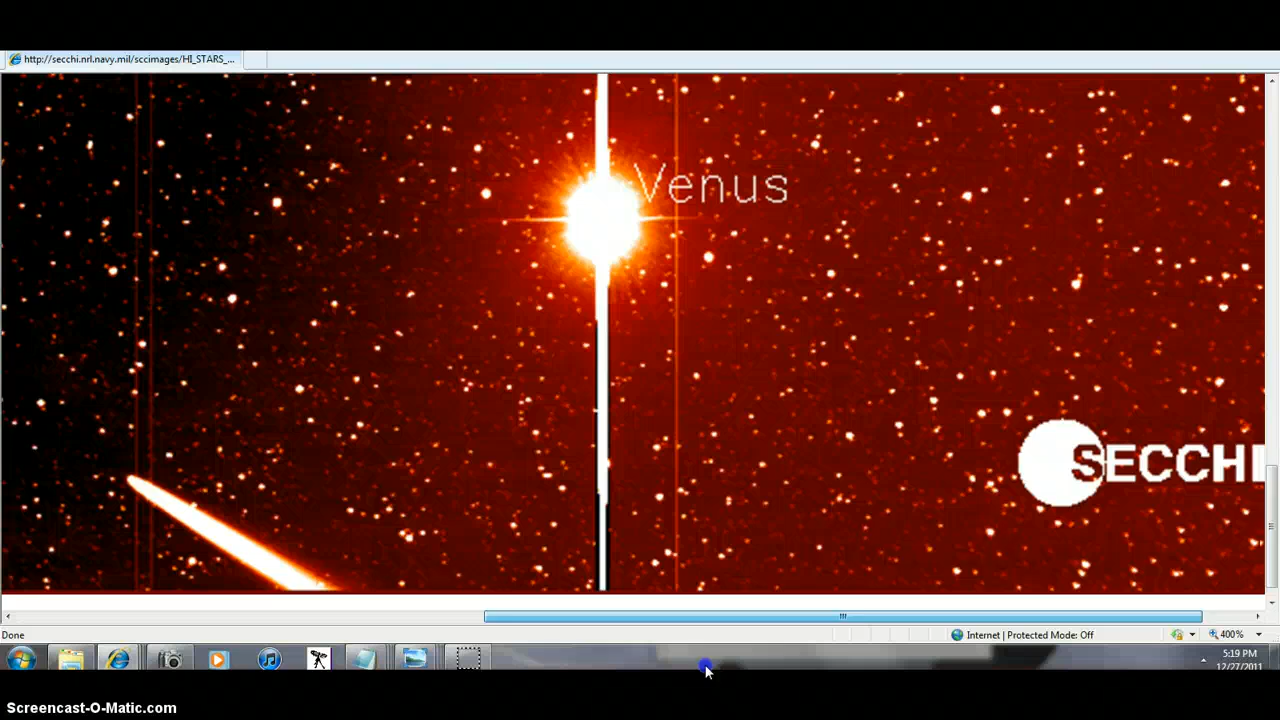 http://secchi.nrl.navy.mil/sccimages/HI_STARS_...
Venus
SECCHI
Done
Internet | Protected Mode: Off
400%
5:19 PM
12/27/2011
Screencast-O-Matic.com